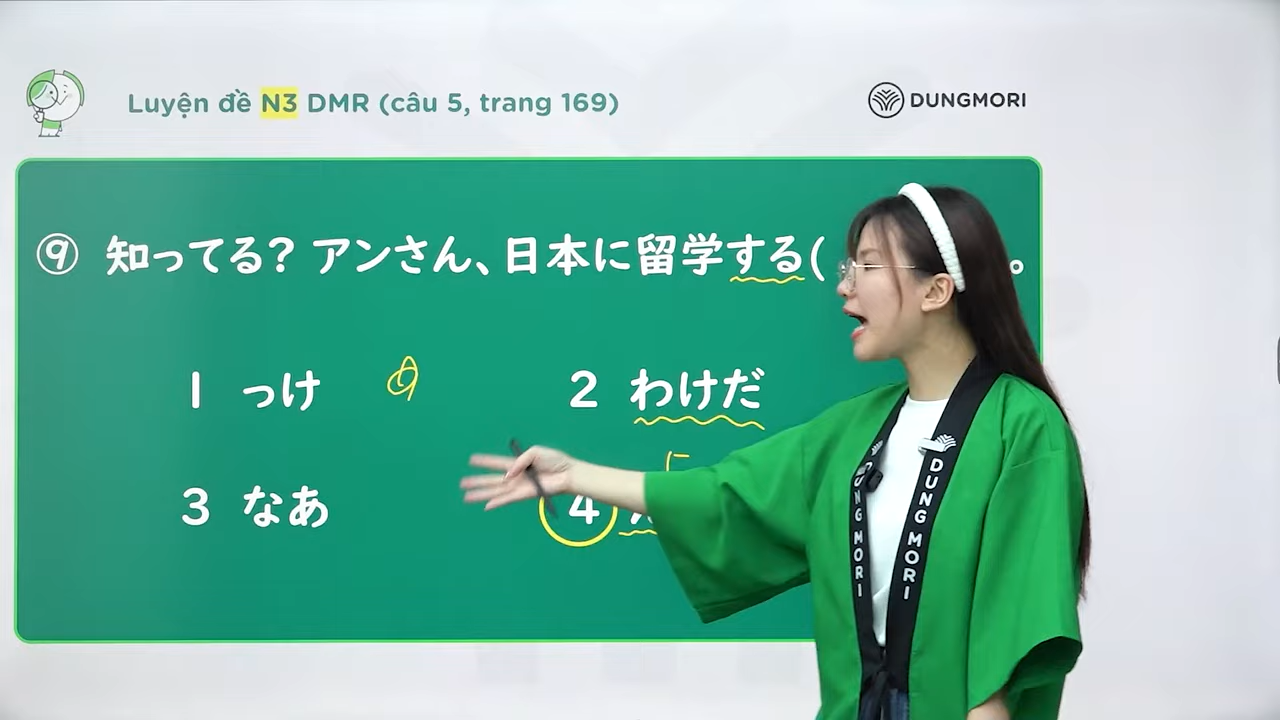 Luyện đề N3 DMR (câu 5, trang 169)
DUNGMORI
⑨ 知ってる？アンさん、日本に留学する( 。
1 っけ
2 わけだ
3 なあ
4
DUNG MORI
DUNG MORI